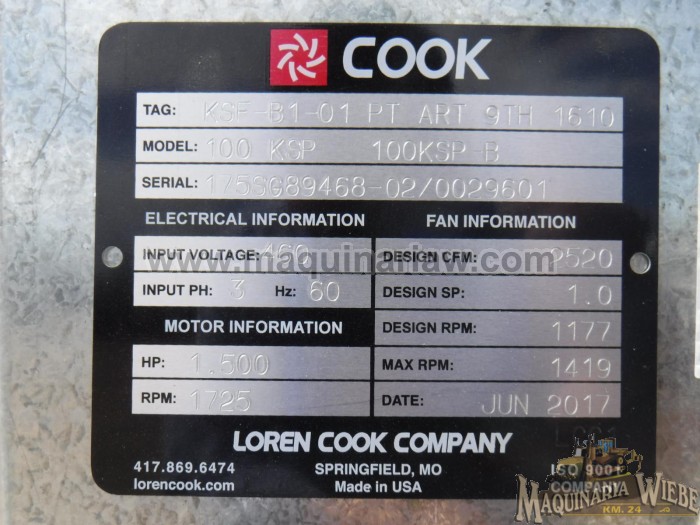 COOK
TAG: KSF-B1-01 PT ART 9TH 1610
MODEL: 100 KSP 100KSP-B
SERIAL: 175SG89468-02/0029601
ELECTRICAL INFORMATION
INPUT VOLTAGE: 460
INPUT PH: 3 Hz: 60
MOTOR INFORMATION
HP: 1.500
RPM: 1725
FAN INFORMATION
DESIGN CFM: 2520
DESIGN SP: 1.0
DESIGN RPM: 1177
MAX RPM: 1419
DATE: JUN 2017
www.maquinariaw.com
LOREN COOK COMPANY
417.869.6474
lorencook.com
SPRINGFIELD, MO
Made in USA
ISO 9001
COMPANY
MAQUINARIA WIEBE
KM. 24